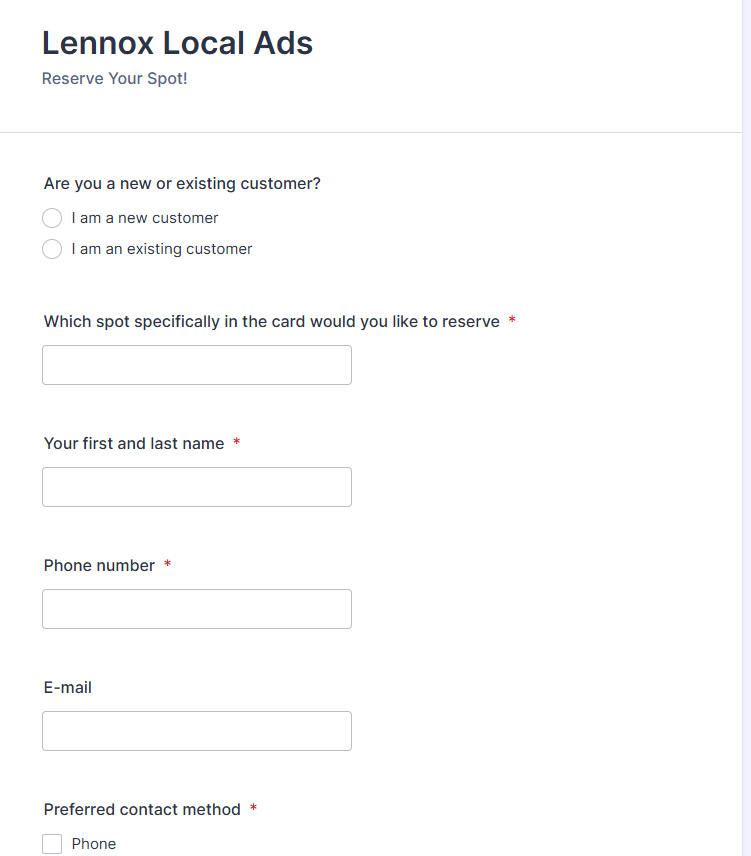 Lennox Local Ads
Reserve Your Spot!
Are you a new or existing customer?
I am a new customer
I am an existing customer
Which spot specifically in the card would you like to reserve *
Your first and last name *
Phone number *
E-mail
Preferred contact method *
Phone